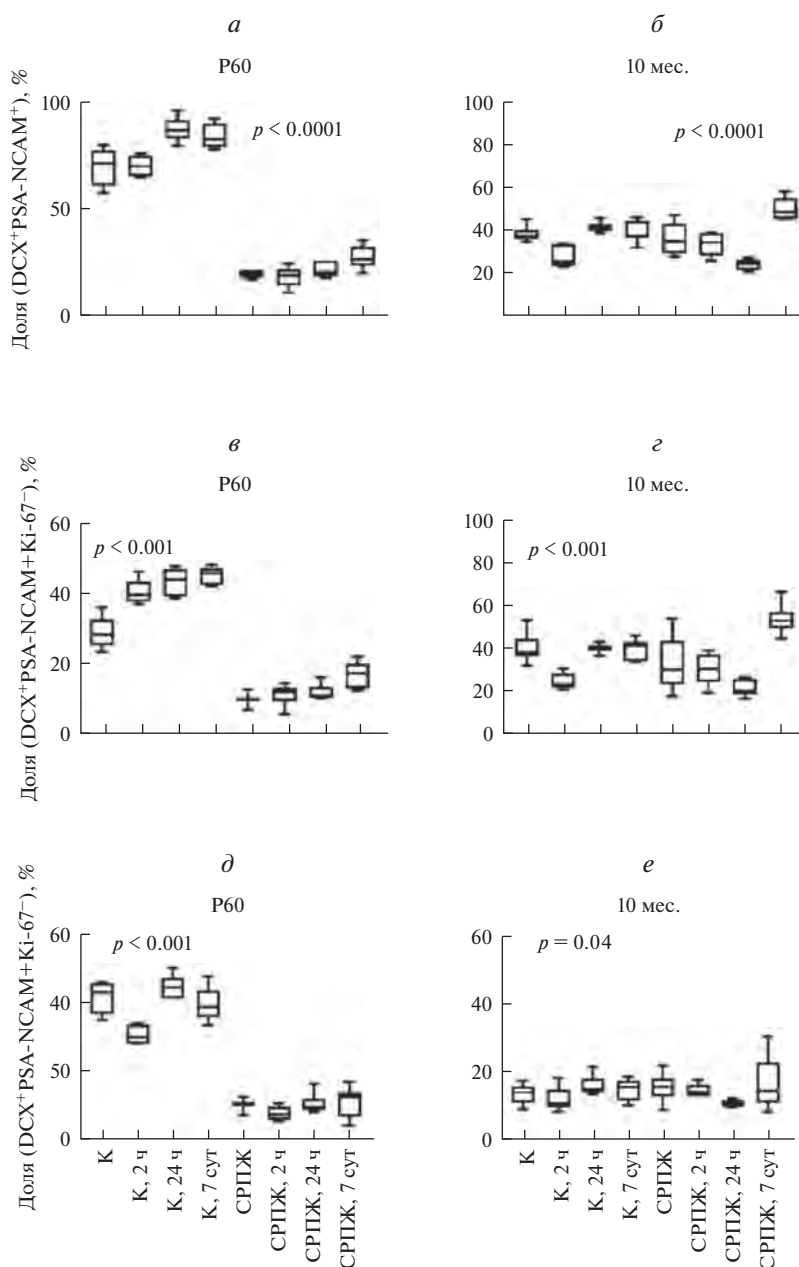 а
P60
Доля (DCX⁺PSA-NCAM⁺), %
100
50
0
p < 0.0001
б
10 мес.
100
80
60
40
20
p < 0.0001
в
P60
Доля (DCX⁺PSA-NCAM+Ki-67⁻), %
60
40
20
0
p < 0.001
г
10 мес.
100
80
60
40
20
0
p < 0.001
д
P60
Доля (DCX⁺PSA-NCAM+Ki-67⁻), %
60
40
50
0
p < 0.001
К
К, 2 ч
К, 24 ч
К, 7 сут
СРПЖ
СРПЖ, 2 ч
СРПЖ, 24 ч
СРПЖ, 7 сут
е
10 мес.
60
40
20
0
p = 0.04
К
К, 2 ч
К, 24 ч
К, 7 сут
СРПЖ
СРПЖ, 2 ч
СРПЖ, 24 ч
СРПЖ, 7 сут